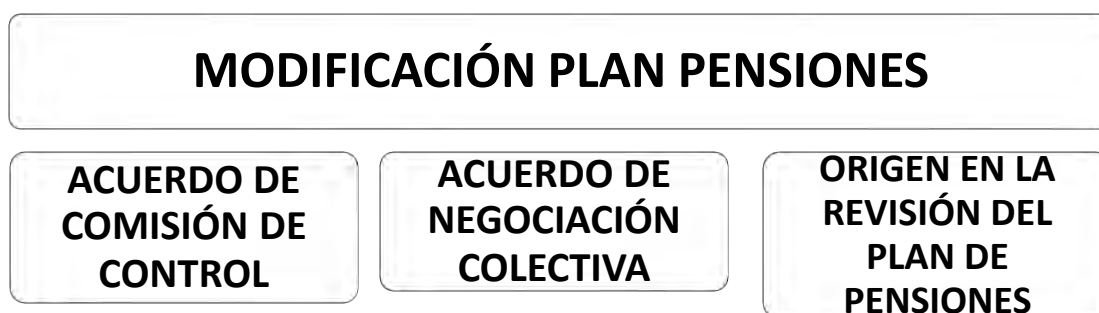 MODIFICACIÓN PLAN PENSIONES
ACUERDO DE
COMISIÓN DE
CONTROL
ACUERDO DE
NEGOCIACIÓN
COLECTIVA
ORIGEN EN LA
REVISIÓN DEL
PLAN DE
PENSIONES